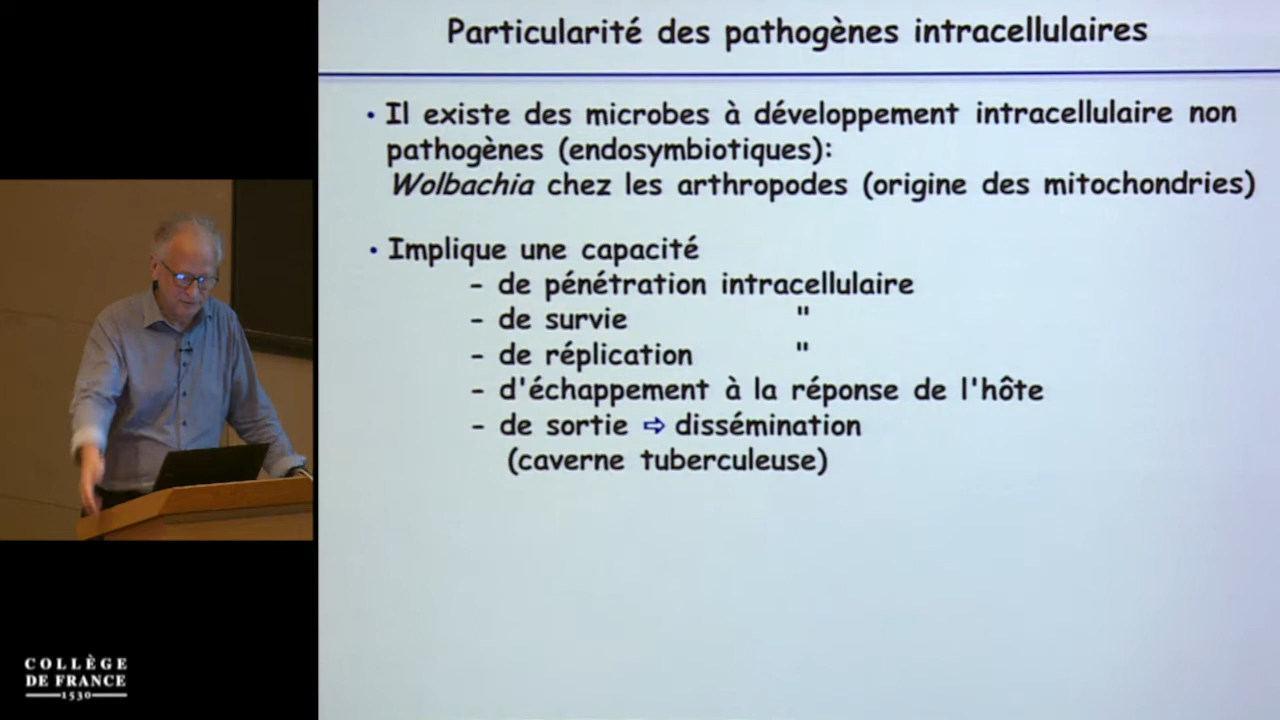 Particularité des pathogènes intracellulaires
• Il existe des microbes à développement intracellulaire non
pathogènes (endosymbiotiques):
Wolbachia chez les arthropodes (origine des mitochondries)
• Implique une capacité
- de pénétration intracellulaire
- de survie "
- de réplication "
- d'échappement à la réponse de l'hôte
- de sortie ⇨ dissémination
(caverne tuberculeuse)
COLLÈGE
DE FRANCE
1530